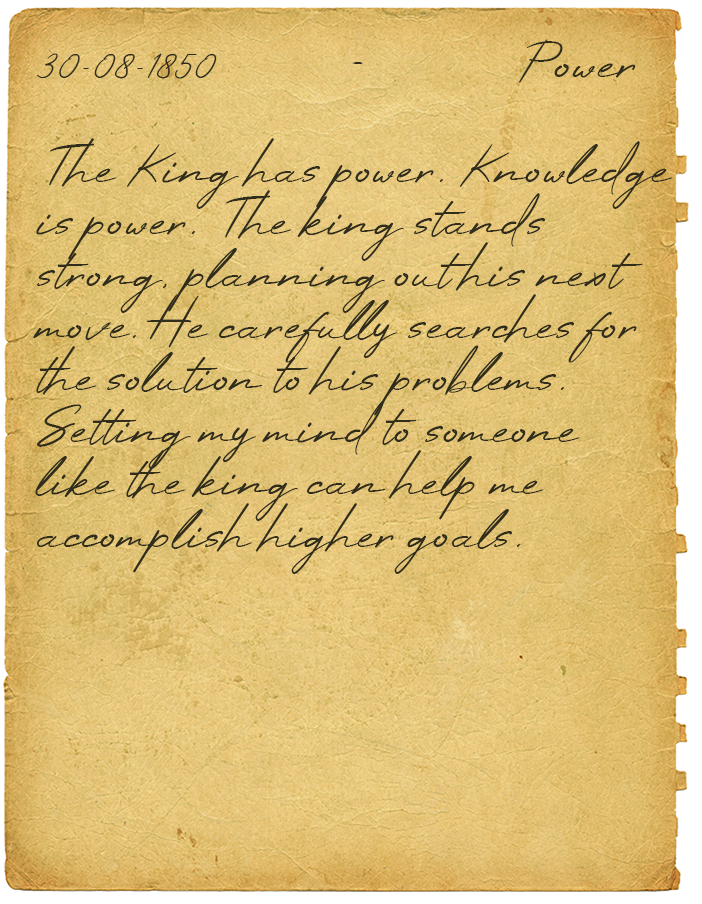 30-08-1850 - Power
The King has power. Knowledge
is power. The king stands
strong, planning out his next
move. He carefully searches for
the solution to his problems.
Setting my mind to someone
like the king can help me
accomplish higher goals.